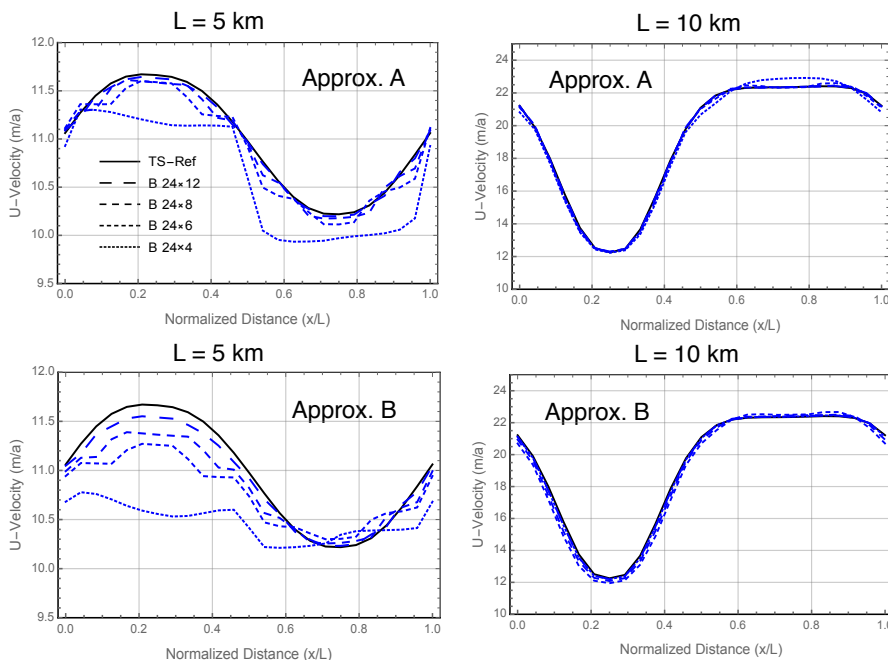 L = 5 km
Approx. A
U-Velocity (m/a)
12.0
11.5
11.0
10.5
10.0
9.5
TS-Ref
B 24×12
B 24×8
B 24×6
B 24×4
0.0 0.2 0.4 0.6 0.8 1.0
Normalized Distance (x/L)
L = 10 km
Approx. A
U-Velocity (m/a)
24
22
20
18
16
14
12
10
0.0 0.2 0.4 0.6 0.8 1.0
Normalized Distance (x/L)
L = 5 km
Approx. B
U-Velocity (m/a)
12.0
11.5
11.0
10.5
10.0
9.5
0.0 0.2 0.4 0.6 0.8 1.0
Normalized Distance (x/L)
L = 10 km
Approx. B
U-Velocity (m/a)
24
22
20
18
16
14
12
10
0.0 0.2 0.4 0.6 0.8 1.0
Normalized Distance (x/L)